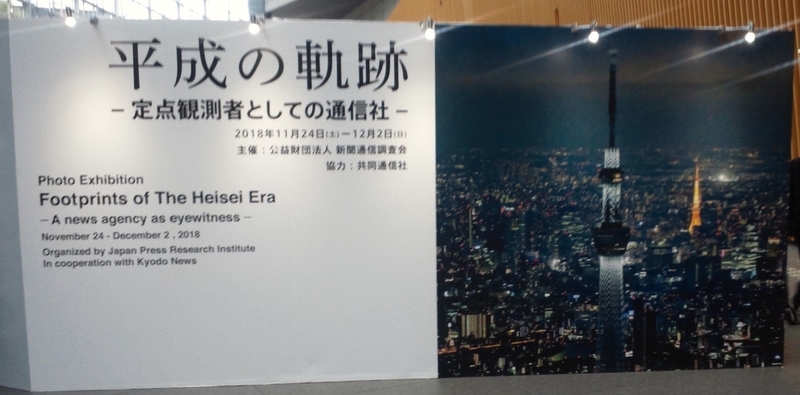 平成の軌跡
－定点観測者としての通信社－
2018年11月24日(土)－12月2日(日)
主催：公益財団法人 新聞通信調査会
協力：共同通信社
Photo Exhibition
Footprints of The Heisei Era
－A news agency as eyewitness－
November 24 - December 2 , 2018
Organized by Japan Press Research Institute
In cooperation with Kyodo News